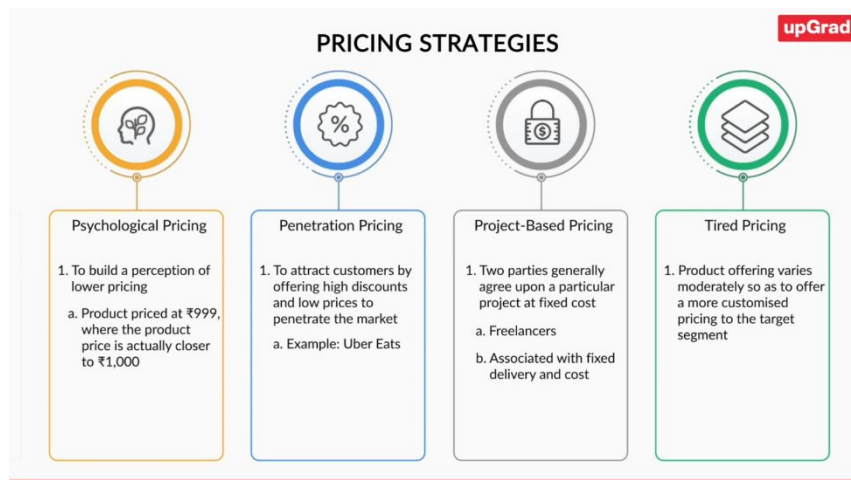 upGrad
PRICING STRATEGIES
%
$
Psychological Pricing
1. To build a perception of
lower pricing
a. Product priced at ₹999,
where the product
price is actually closer
to ₹1,000
Penetration Pricing
1. To attract customers by
offering high discounts
and low prices to
penetrate the market
a. Example: Uber Eats
Project-Based Pricing
1. Two parties generally
agree upon a particular
project at fixed cost
a. Freelancers
b. Associated with fixed
delivery and cost
Tired Pricing
1. Product offering varies
moderately so as to offer
a more customised
pricing to the target
segment